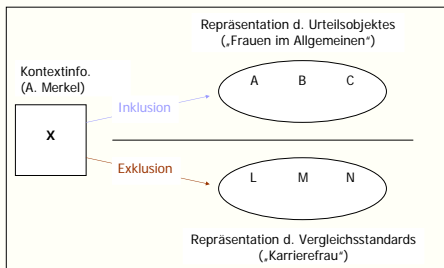 Repräsentation d. Urteilsobjektes
(„Frauen im Allgemeinen“)
Kontextinfo.
(A. Merkel)
A B C
Inklusion
X
Exklusion
L M N
Repräsentation d. Vergleichsstandards
(„Karrierefrau“)